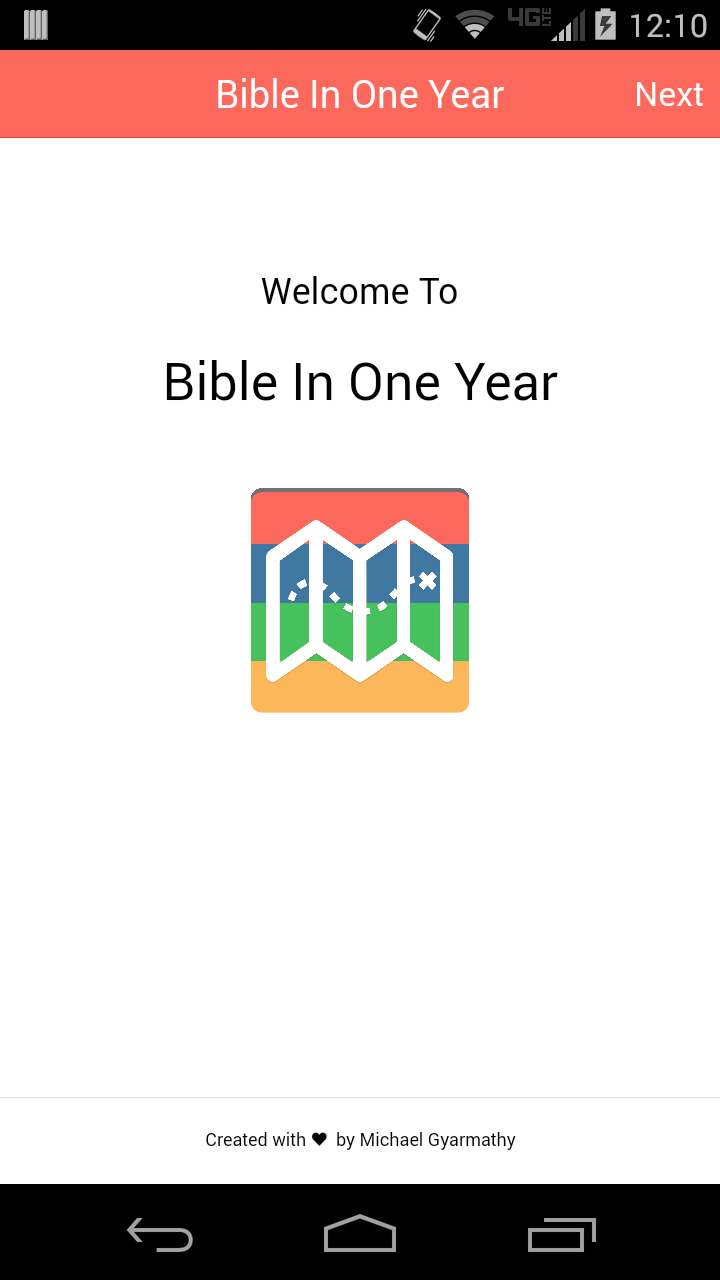 4G LTE 12:10
Bible In One Year Next
Welcome To
Bible In One Year
Created with ♥ by Michael Gyarmathy